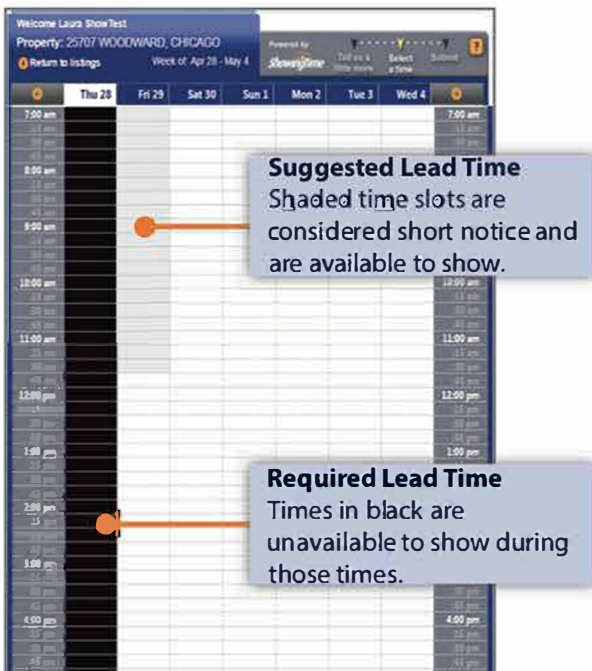 Welcome Laura ShowTest
Property: 25707 WOODWARD, CHICAGO
Return to listings
Week of: Apr 28 - May 4
Powered by
ShowingTime
Tell us a little more
Select a time
Submit
?
Thu 28 Fri 29 Sat 30 Sun 1 Mon 2 Tue 3 Wed 4
7:00 am 7:00 am
8:00 am
Suggested Lead Time
Shaded time slots are
considered short notice and
are available to show.
9:00 am
10:00 am 10:00 am
11:00 am 11:00 am
12:00 pm 12:00 pm
1:00 pm 1:00 pm
Required Lead Time
Times in black are
unavailable to show during
those times.
2:00 pm
3:00 pm
4:00 pm 4:00 pm